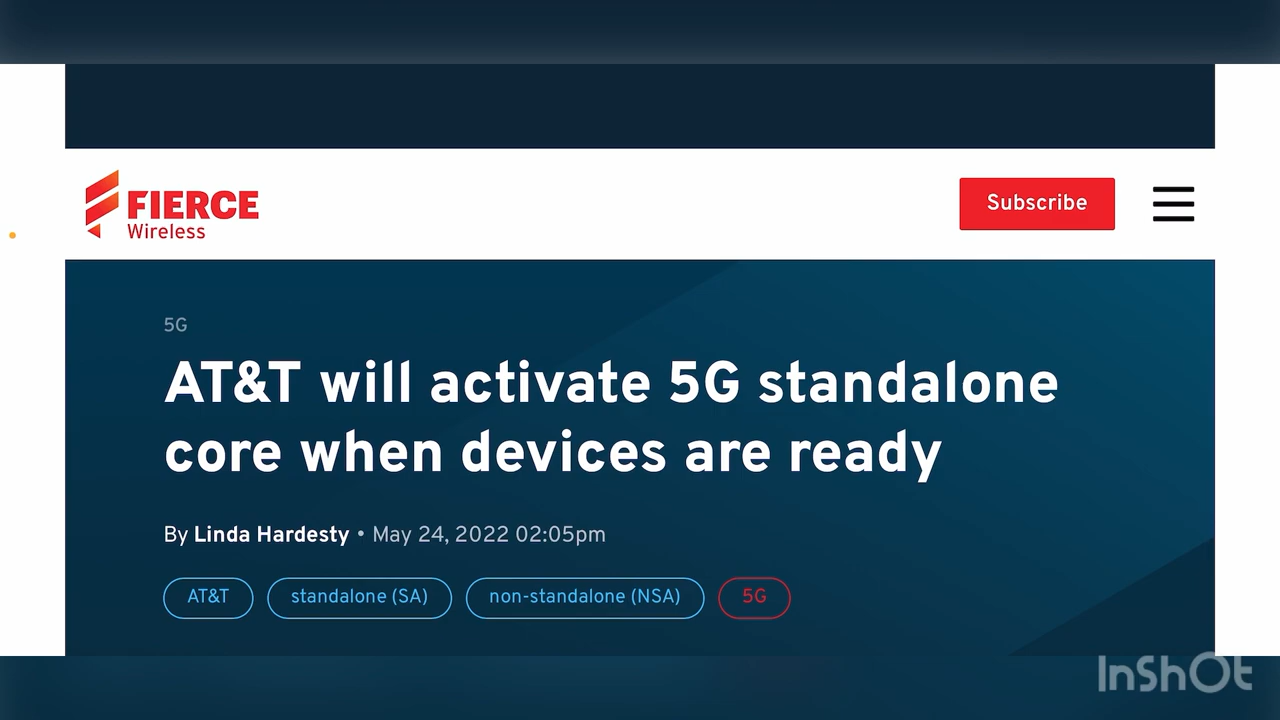 FIERCE
Wireless
Subscribe
5G
AT&T will activate 5G standalone
core when devices are ready
By Linda Hardesty • May 24, 2022 02:05pm
AT&T
standalone (SA)
non-standalone (NSA)
5G
InShOt